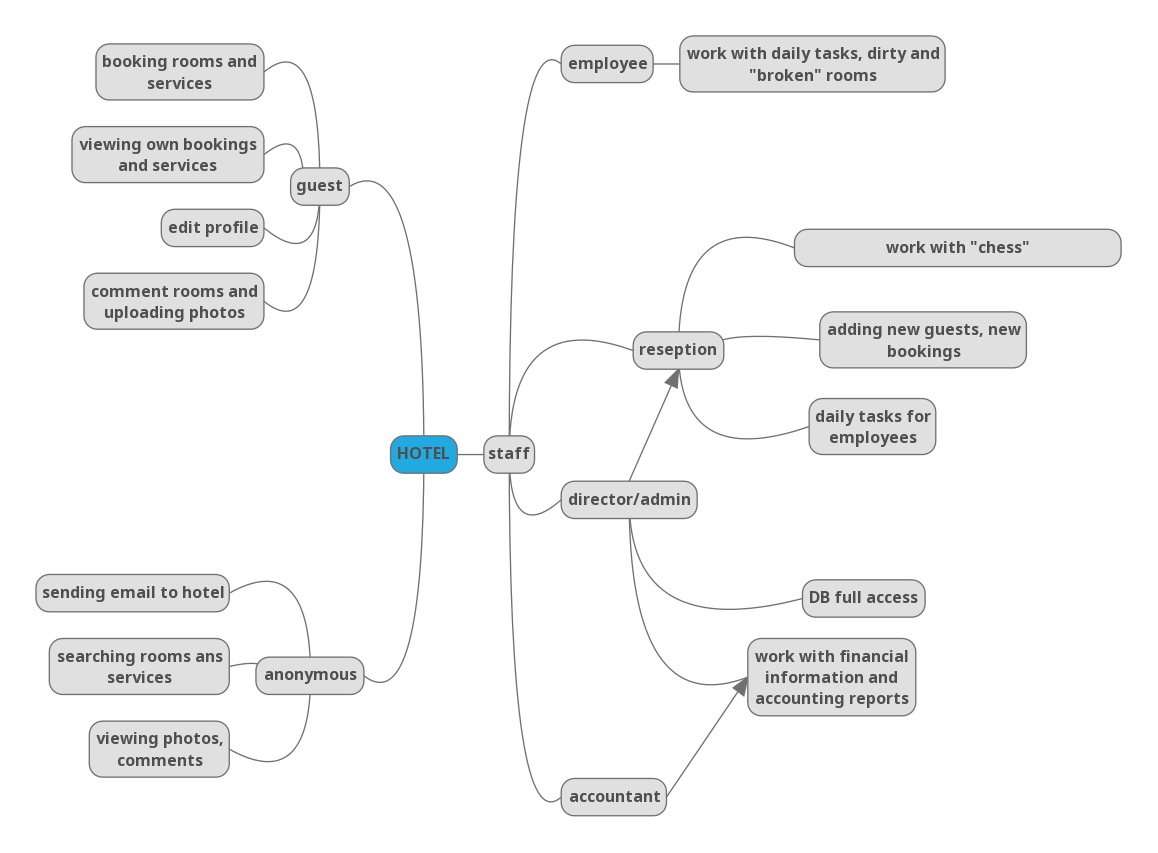 booking rooms and
services
viewing own bookings
and services
guest
edit profile
comment rooms and
uploading photos
HOTEL
sending email to hotel
searching rooms ans
services
anonymous
viewing photos,
comments
staff
employee
work with daily tasks, dirty and
"broken" rooms
work with "chess"
reseption
adding new guests, new
bookings
daily tasks for
employees
director/admin
DB full access
work with financial
information and
accounting reports
accountant